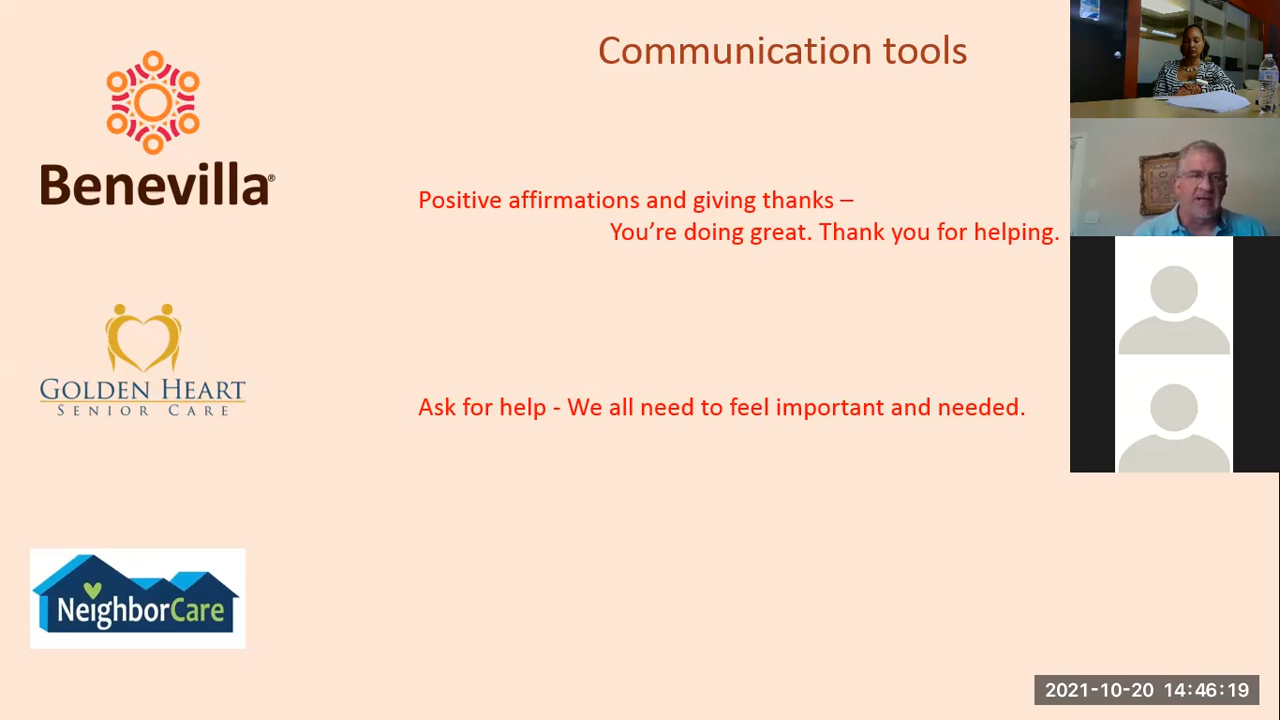 Communication tools
Benevilla®
Positive affirmations and giving thanks –
You're doing great. Thank you for helping.
GOLDEN HEART
SENIOR CARE
Ask for help - We all need to feel important and needed.
NeighborCare
2021-10-20 14:46:19